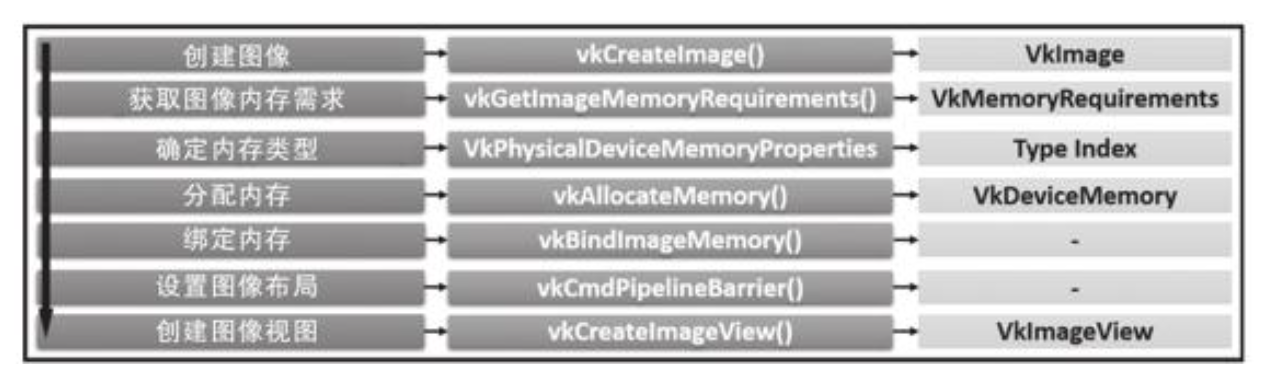 创建图像 vkCreateImage() VkImage
获取图像内存需求 vkGetImageMemoryRequirements() VkMemoryRequirements
确定内存类型 VkPhysicalDeviceMemoryProperties Type Index
分配内存 vkAllocateMemory() VkDeviceMemory
绑定内存 vkBindImageMemory() -
设置图像布局 vkCmdPipelineBarrier() -
创建图像视图 vkCreateImageView() VkImageView